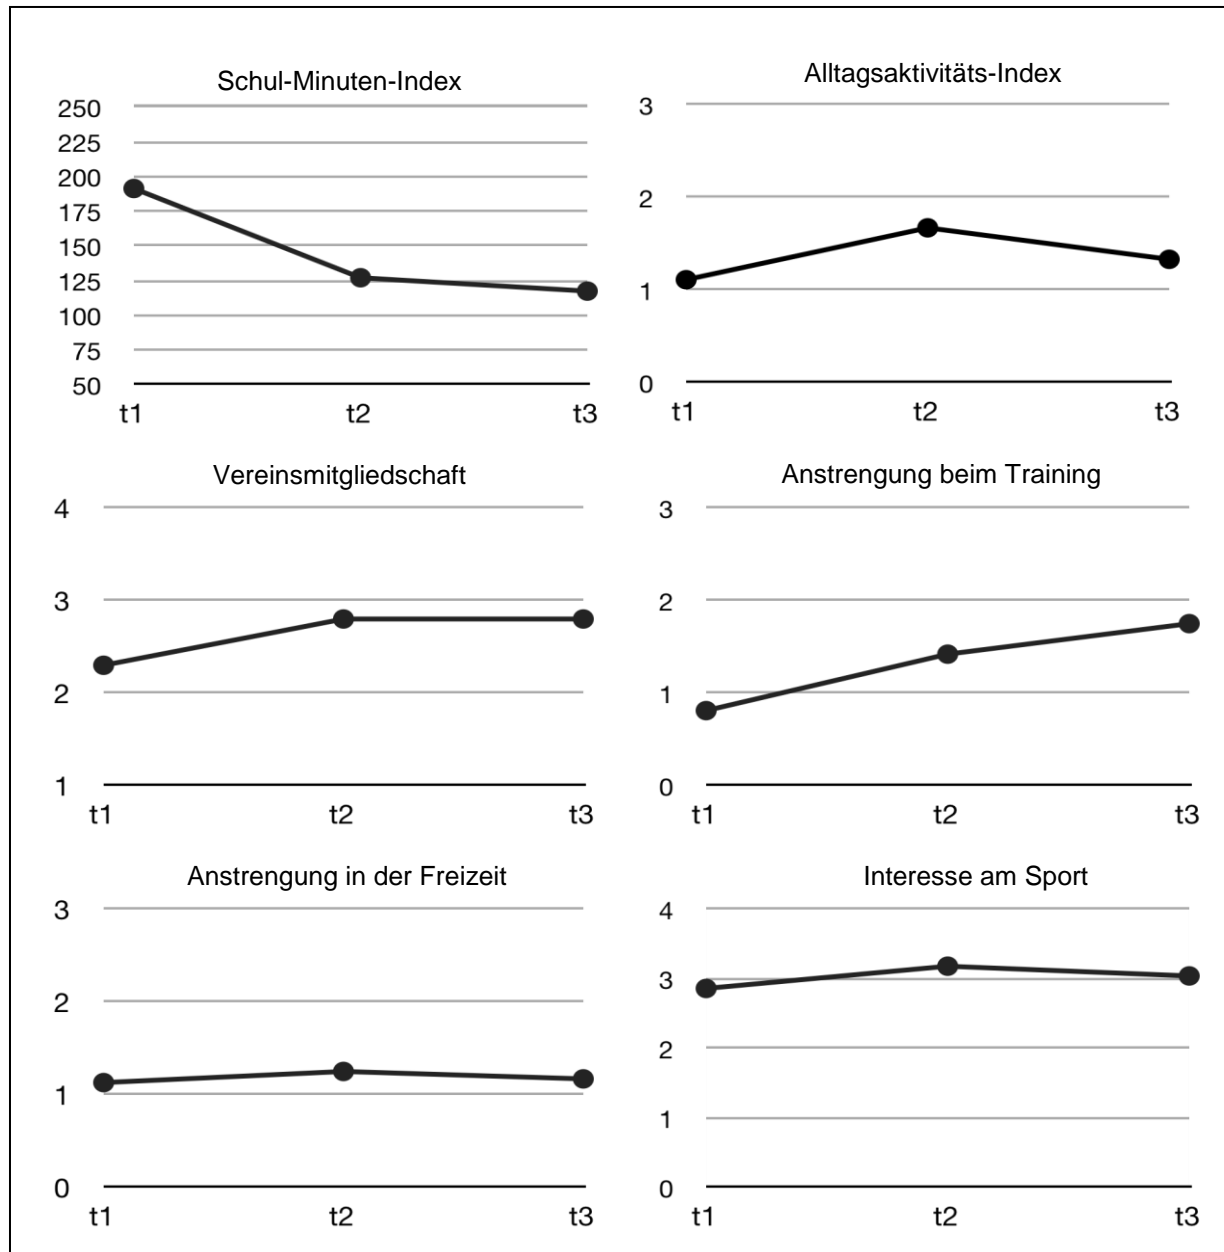 Schul-Minuten-Index
250
225
200
175
150
125
100
75
50
t1 t2 t3
Alltagsaktivitäts-Index
3
2
1
0
t1 t2 t3
Vereinsmitgliedschaft
4
3
2
1
t1 t2 t3
Anstrengung beim Training
3
2
1
0
t1 t2 t3
Anstrengung in der Freizeit
3
2
1
0
t1 t2 t3
Interesse am Sport
4
3
2
1
0
t1 t2 t3